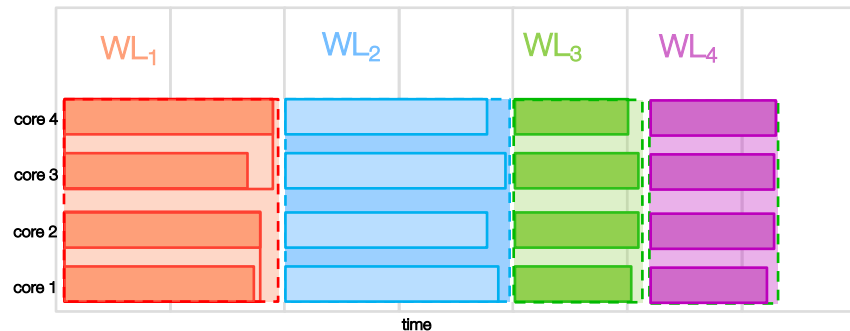 WL₁
WL₂
WL₃
WL₄
core 4
core 3
core 2
core 1
time